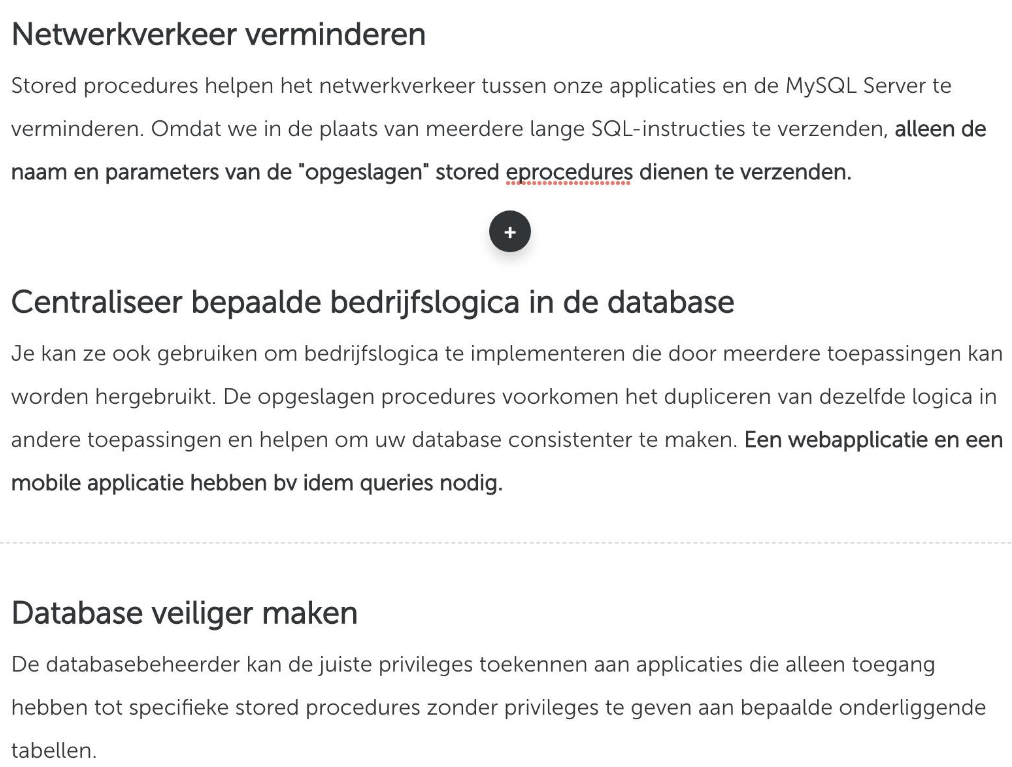 Netwerkverkeer verminderen
Stored procedures helpen het netwerkverkeer tussen onze applicaties en de MySQL Server te
verminderen. Omdat we in de plaats van meerdere lange SQL-instructies te verzenden, alleen de
naam en parameters van de "opgeslagen" stored eprocedures dienen te verzenden.
+
Centraliseer bepaalde bedrijfslogica in de database
Je kan ze ook gebruiken om bedrijfslogica te implementeren die door meerdere toepassingen kan
worden hergebruikt. De opgeslagen procedures voorkomen het dupliceren van dezelfde logica in
andere toepassingen en helpen om uw database consistenter te maken. Een webapplicatie en een
mobile applicatie hebben bv idem queries nodig.
Database veiliger maken
De databasebeheerder kan de juiste privileges toekennen aan applicaties die alleen toegang
hebben tot specifieke stored procedures zonder privileges te geven aan bepaalde onderliggende
tabellen.